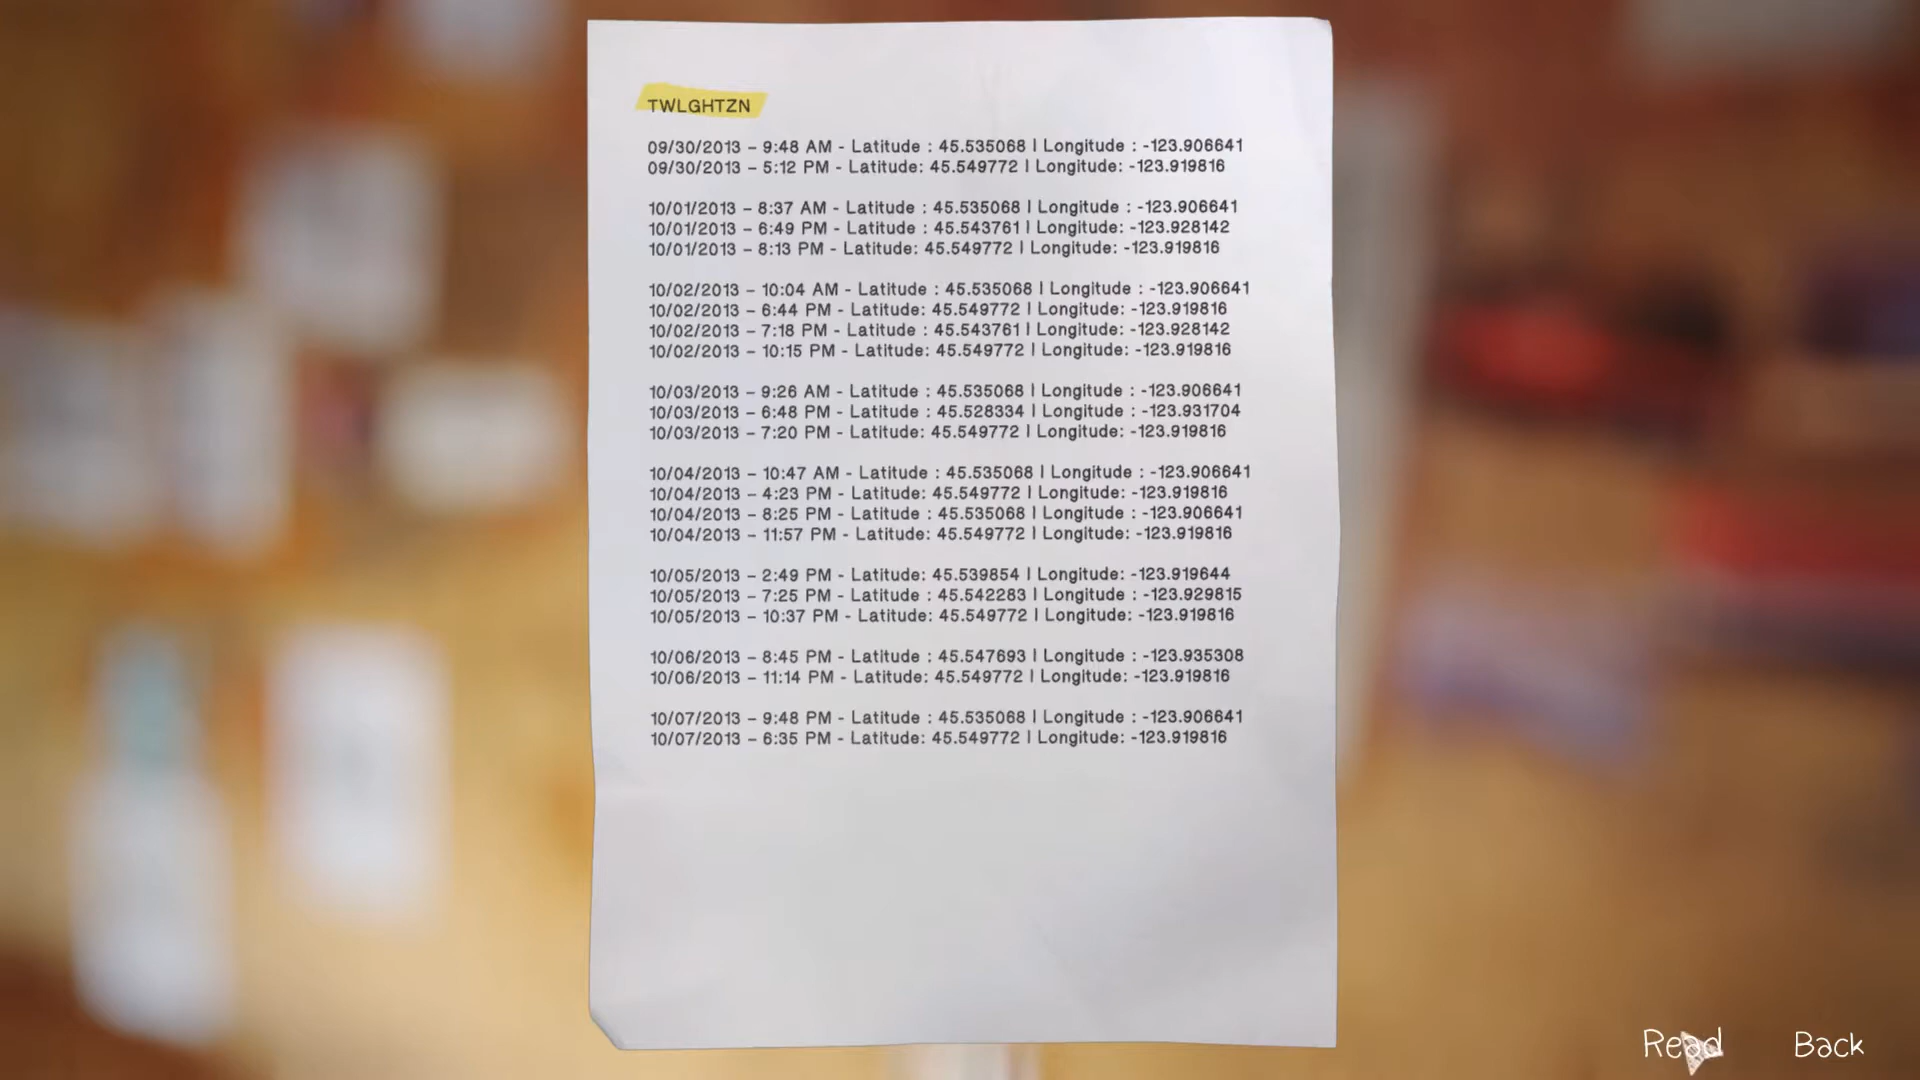 TWLGHTZN
09/30/2013 – 9:48 AM - Latitude : 45.535068 | Longitude : -123.906641
09/30/2013 – 5:12 PM - Latitude: 45.549772 | Longitude: -123.919816
10/01/2013 – 8:37 AM - Latitude : 45.535068 | Longitude : -123.906641
10/01/2013 – 6:49 PM - Latitude : 45.543761 | Longitude: -123.928142
10/01/2013 – 8:13 PM - Latitude: 45.549772 | Longitude: -123.919816
10/02/2013 – 10:04 AM - Latitude : 45.535068 | Longitude : -123.906641
10/02/2013 – 6:44 PM - Latitude: 45.549772 | Longitude: -123.919816
10/02/2013 – 7:18 PM - Latitude : 45.543761 | Longitude: -123.928142
10/02/2013 – 10:15 PM - Latitude: 45.549772 | Longitude: -123.919816
10/03/2013 – 9:26 AM - Latitude : 45.535068 | Longitude : -123.906641
10/03/2013 – 6:48 PM - Latitude: 45.528334 | Longitude: -123.931704
10/03/2013 – 7:20 PM - Latitude: 45.549772 | Longitude: -123.919816
10/04/2013 – 10:47 AM - Latitude : 45.535068 | Longitude : -123.906641
10/04/2013 – 4:23 PM - Latitude: 45.549772 | Longitude: -123.919816
10/04/2013 – 8:25 PM - Latitude : 45.535068 | Longitude : -123.906641
10/04/2013 – 11:57 PM - Latitude: 45.549772 | Longitude: -123.919816
10/05/2013 – 2:49 PM - Latitude: 45.539854 | Longitude: -123.919644
10/05/2013 – 7:25 PM - Latitude : 45.542283 | Longitude : -123.929815
10/05/2013 – 10:37 PM - Latitude: 45.549772 | Longitude: -123.919816
10/06/2013 – 8:45 PM - Latitude : 45.547693 | Longitude : -123.935308
10/06/2013 – 11:14 PM - Latitude: 45.549772 | Longitude: -123.919816
10/07/2013 – 9:48 PM - Latitude : 45.535068 | Longitude : -123.906641
10/07/2013 – 6:35 PM - Latitude: 45.549772 | Longitude: -123.919816
Read Back